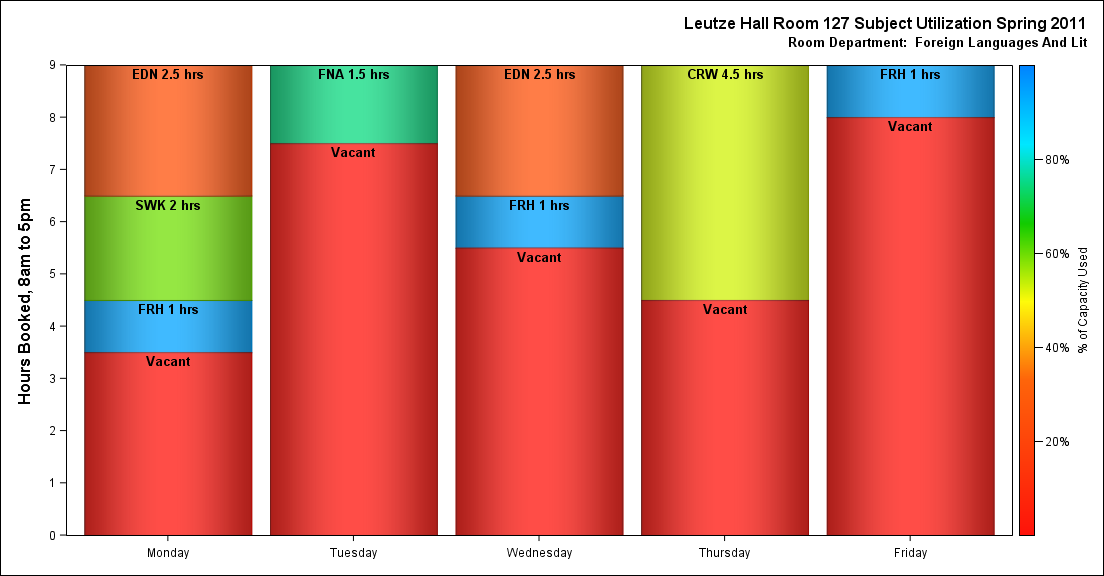 Leutze Hall Room 127 Subject Utilization Spring 2011
Room Department:  Foreign Languages And Lit
Hours Booked, 8am to 5pm
9
8
7
6
5
4
3
2
1
0
EDN 2.5 hrs
SWK 2 hrs
FRH 1 hrs
Vacant
FNA 1.5 hrs
Vacant
EDN 2.5 hrs
FRH 1 hrs
Vacant
CRW 4.5 hrs
Vacant
FRH 1 hrs
Vacant
Monday
Tuesday
Wednesday
Thursday
Friday
80%
60%
40%
20%
% of Capacity Used